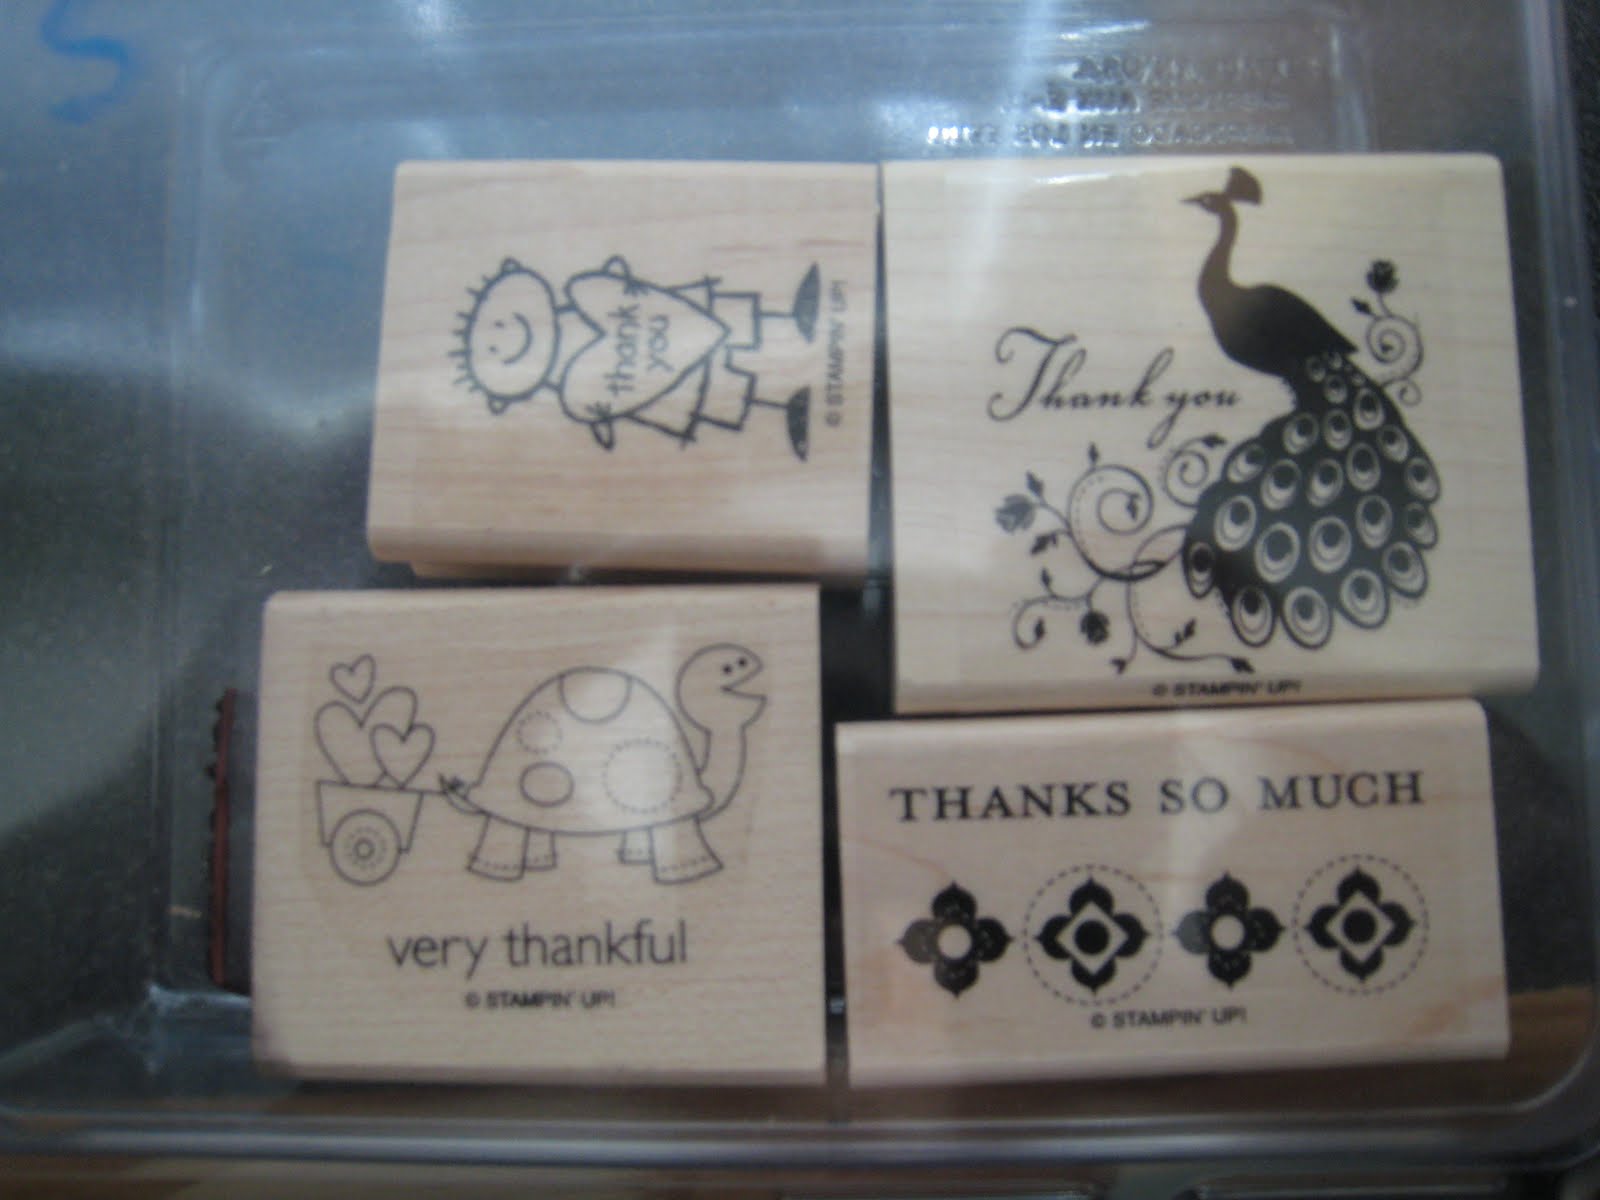 thank
you
© STAMPIN' UP!
Thank you
© STAMPIN' UP!
very thankful
© STAMPIN' UP!
THANKS SO MUCH
© STAMPIN' UP!